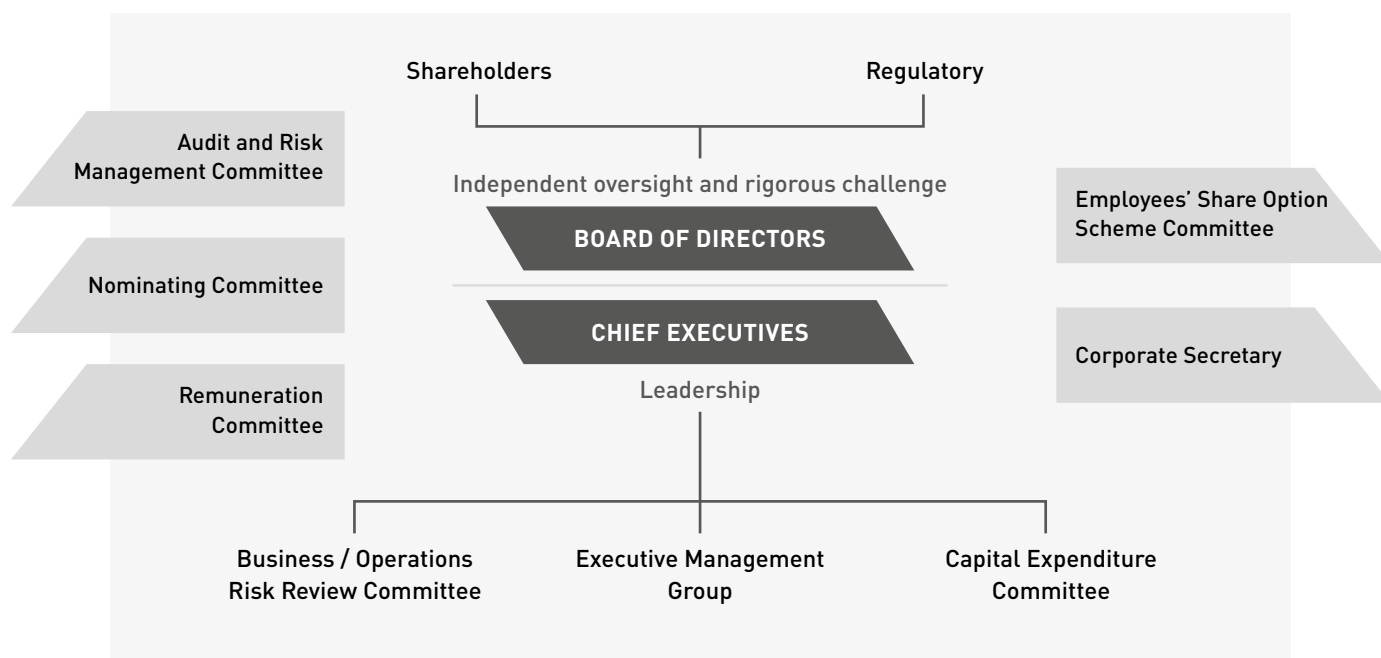 Shareholders
Regulatory
Audit and Risk
Management Committee
Nominating Committee
Remuneration
Committee
Independent oversight and rigorous challenge
BOARD OF DIRECTORS
CHIEF EXECUTIVES
Leadership
Employees’ Share Option
Scheme Committee
Corporate Secretary
Business / Operations
Risk Review Committee
Executive Management
Group
Capital Expenditure
Committee